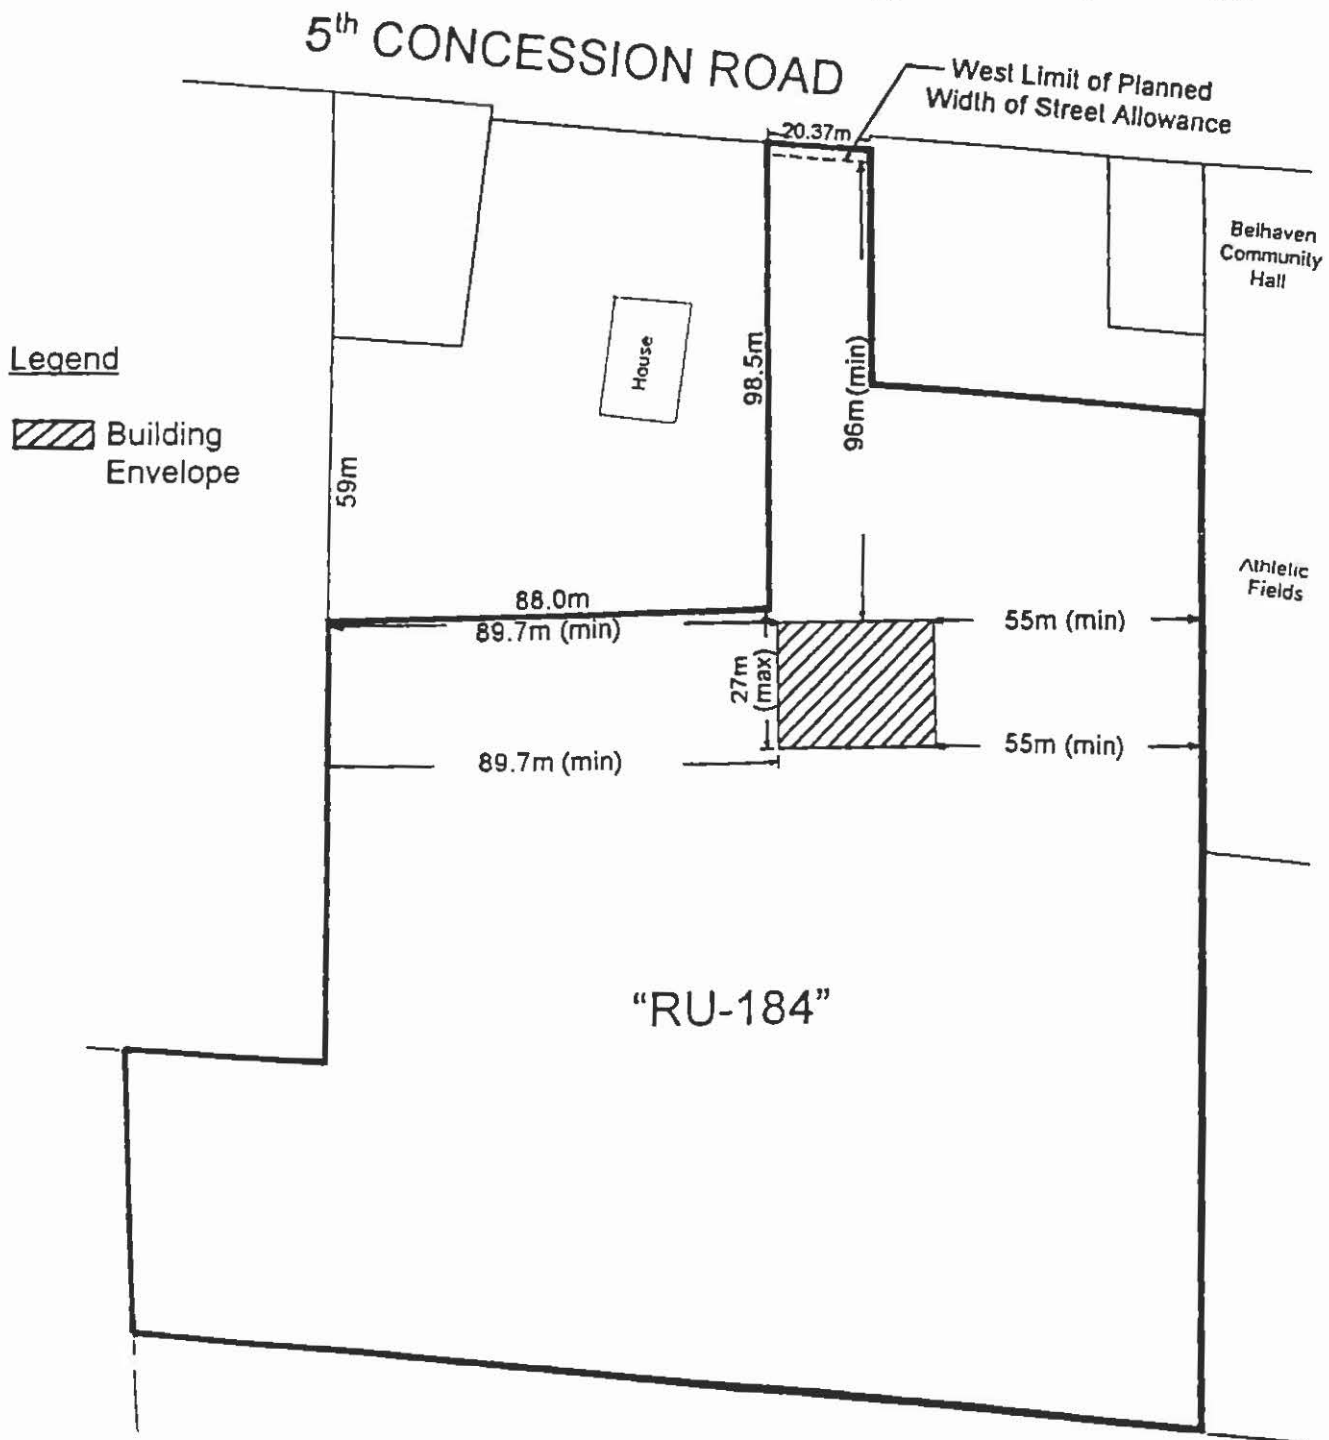 5th CONCESSION ROAD
West Limit of Planned
Width of Street Allowance
20.37m
Belhaven
Community
Hall
Legend
House
98.5m
96m (min)
Building
Envelope
59m
Athletic
Fields
88.0m
89.7m (min)
55m (min)
27m
(max)
89.7m (min)
55m (min)
“RU-184”